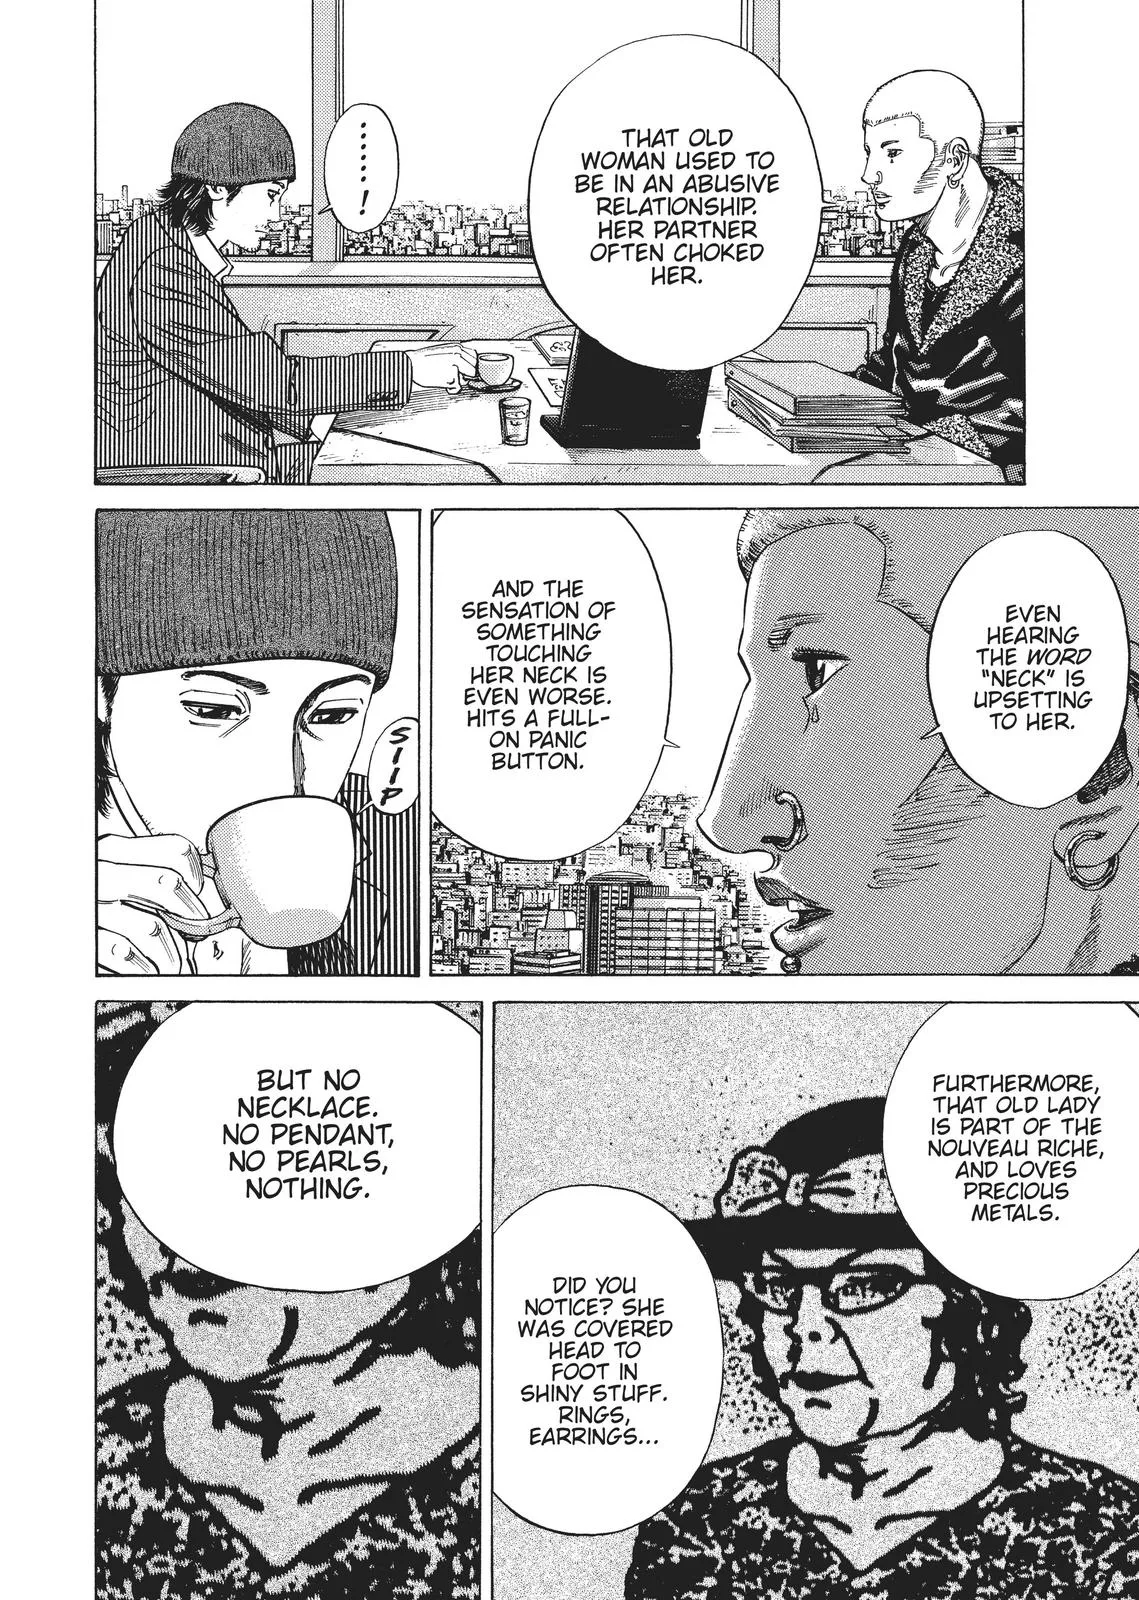 THAT OLD
WOMAN USED TO
BE IN AN ABUSIVE
RELATIONSHIP.
HER PARTNER
OFTEN CHOKED
HER.
.......!
EVEN
HEARING
THE WORD
"NECK" IS
UPSETTING
TO HER.
AND THE
SENSATION OF
SOMETHING
TOUCHING
HER NECK IS
EVEN WORSE.
HITS A FULL-
ON PANIC
BUTTON.
SIIP
FURTHERMORE,
THAT OLD LADY
IS PART OF THE
NOUVEAU RICHE,
AND LOVES
PRECIOUS
METALS.
DID YOU
NOTICE? SHE
WAS COVERED
HEAD TO
FOOT IN
SHINY STUFF.
RINGS,
EARRINGS...
BUT NO
NECKLACE.
NO PENDANT,
NO PEARLS,
NOTHING.